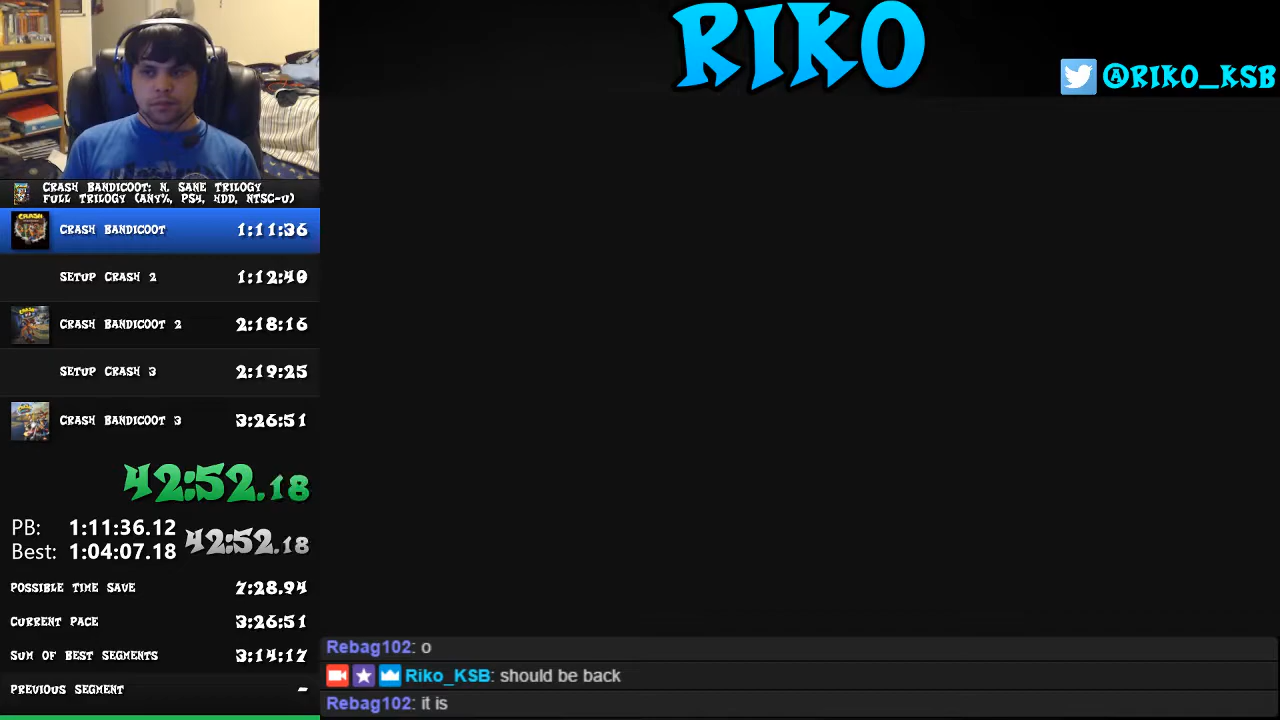 RIKO
@RIKO_KSB
CRASH BANDICOOT: N. SANE TRILOGY
FULL TRILOGY (ANY%, PS4, HDD, NTSC-U)
CRASH BANDICOOT 1:11:36
SETUP CRASH 2 1:12:40
CRASH BANDICOOT 2 2:18:16
SETUP CRASH 3 2:19:25
CRASH BANDICOOT 3 3:26:51
42:52.18
PB: 1:11:36.12
Best: 1:04:07.18
42:52.18
POSSIBLE TIME SAVE 7:28.94
CURRENT PACE 3:26:51
SUM OF BEST SEGMENTS 3:14:17
PREVIOUS SEGMENT –
Rebag102: o
Riko_KSB: should be back
Rebag102: it is